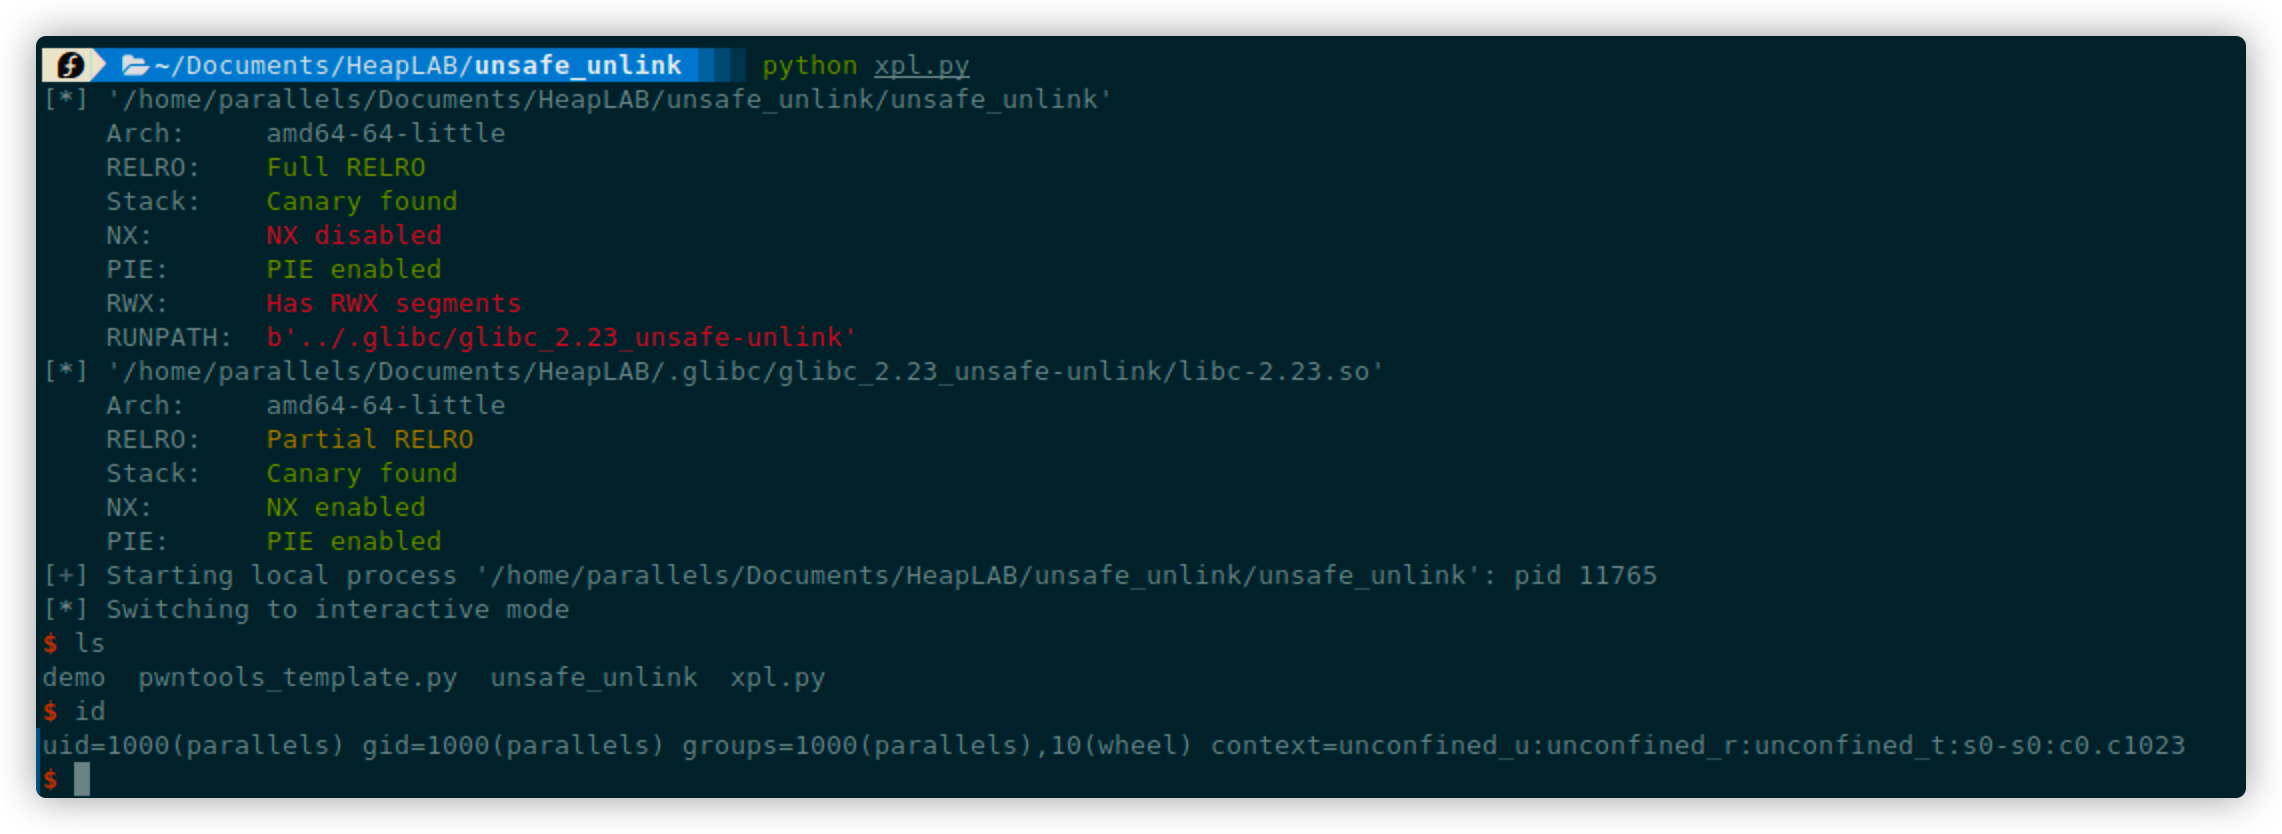 ~/Documents/HeapLAB/unsafe_unlink python xpl.py
[*] '/home/parallels/Documents/HeapLAB/unsafe_unlink/unsafe_unlink'
    Arch:     amd64-64-little
    RELRO:    Full RELRO
    Stack:    Canary found
    NX:       NX disabled
    PIE:      PIE enabled
    RWX:      Has RWX segments
    RUNPATH:  b'../.glibc/glibc_2.23_unsafe-unlink'
[*] '/home/parallels/Documents/HeapLAB/.glibc/glibc_2.23_unsafe-unlink/libc-2.23.so'
    Arch:     amd64-64-little
    RELRO:    Partial RELRO
    Stack:    Canary found
    NX:       NX enabled
    PIE:      PIE enabled
[+] Starting local process '/home/parallels/Documents/HeapLAB/unsafe_unlink/unsafe_unlink': pid 11765
[*] Switching to interactive mode
$ ls
demo  pwntools_template.py  unsafe_unlink  xpl.py
$ id
uid=1000(parallels) gid=1000(parallels) groups=1000(parallels),10(wheel) context=unconfined_u:unconfined_r:unconfined_t:s0-s0:c0.c1023
$